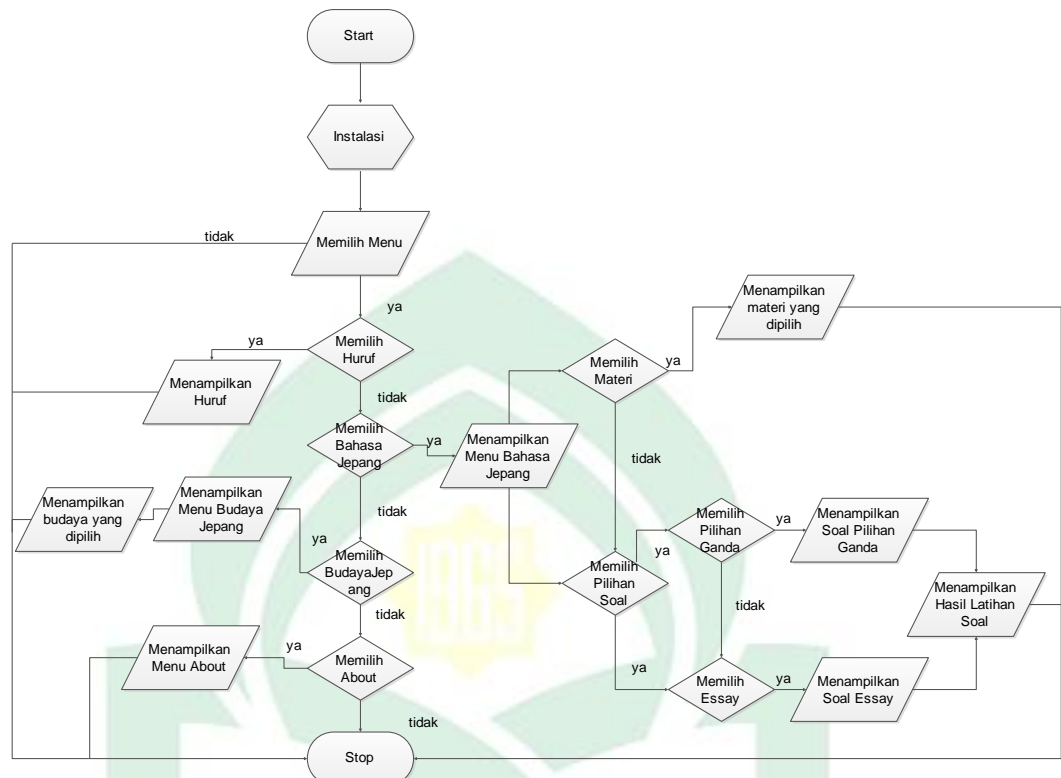 Start
Instalasi
Memilih Menu
tidak
ya
Memilih
Huruf
ya
Menampilkan
Huruf
tidak
Memilih
Bahasa
Jepang
ya
Menampilkan
Menu Bahasa
Jepang
Memilih
Materi
ya
Menampilkan
materi yang
dipilih
tidak
tidak
Memilih
BudayaJep
ang
ya
Menampilkan
Menu Budaya
Jepang
Menampilkan
budaya yang
dipilih
Memilih
Pilihan
Soal
ya
Memilih
Pilihan
Ganda
ya
Menampilkan
Soal Pilihan
Ganda
tidak
Menampilkan
Hasil Latihan
Soal
ya
Memilih
Essay
ya
Menampilkan
Soal Essay
tidak
Memilih
About
ya
Menampilkan
Menu About
tidak
Stop